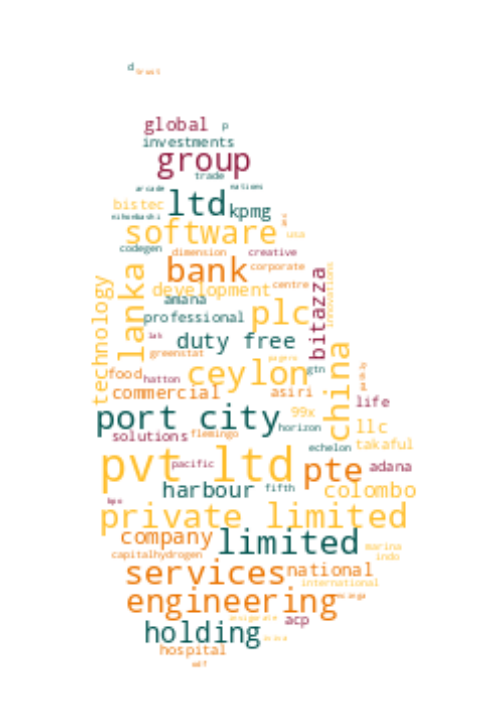 d trust
global p
investments
group
trade
arcade nations
bistec ltd kpmg
nihonbashi
software usa
codegen dimension creative
bank corporate
lanka
technology
development centre
innovations
amana
bitazza
professional plc
lak duty free
greenstat
food ceylon gtn
hatton
china
commercial asiri
life
port city 99x
horizon llc
solutions flemingo
echelon takaful
pvt ltd pacific pte adana
harbour fifth colombo
bpo
private limited
company limited marina
capitalhydrogen indo
services national
international
engineering
acp
holding
hospital